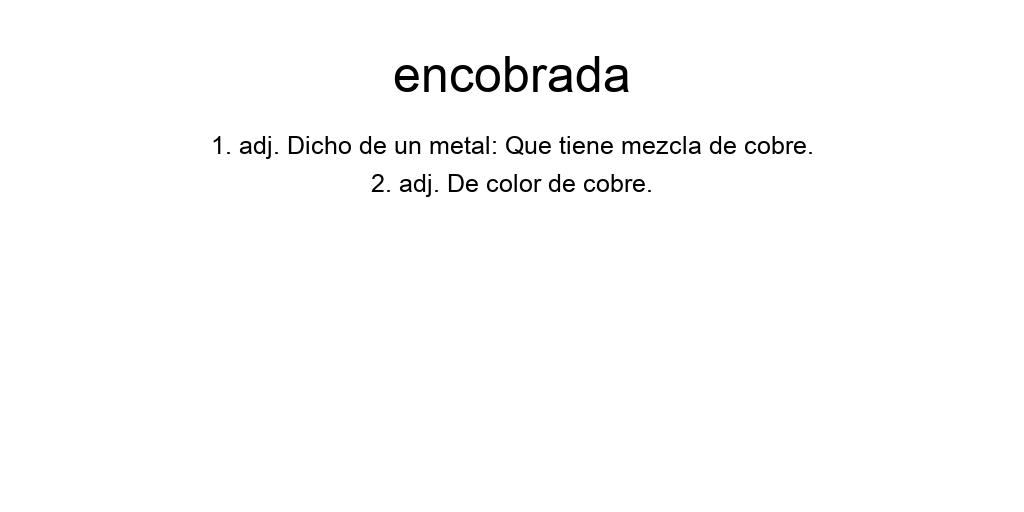 encobrada
1. adj. Dicho de un metal: Que tiene mezcla de cobre.
2. adj. De color de cobre.